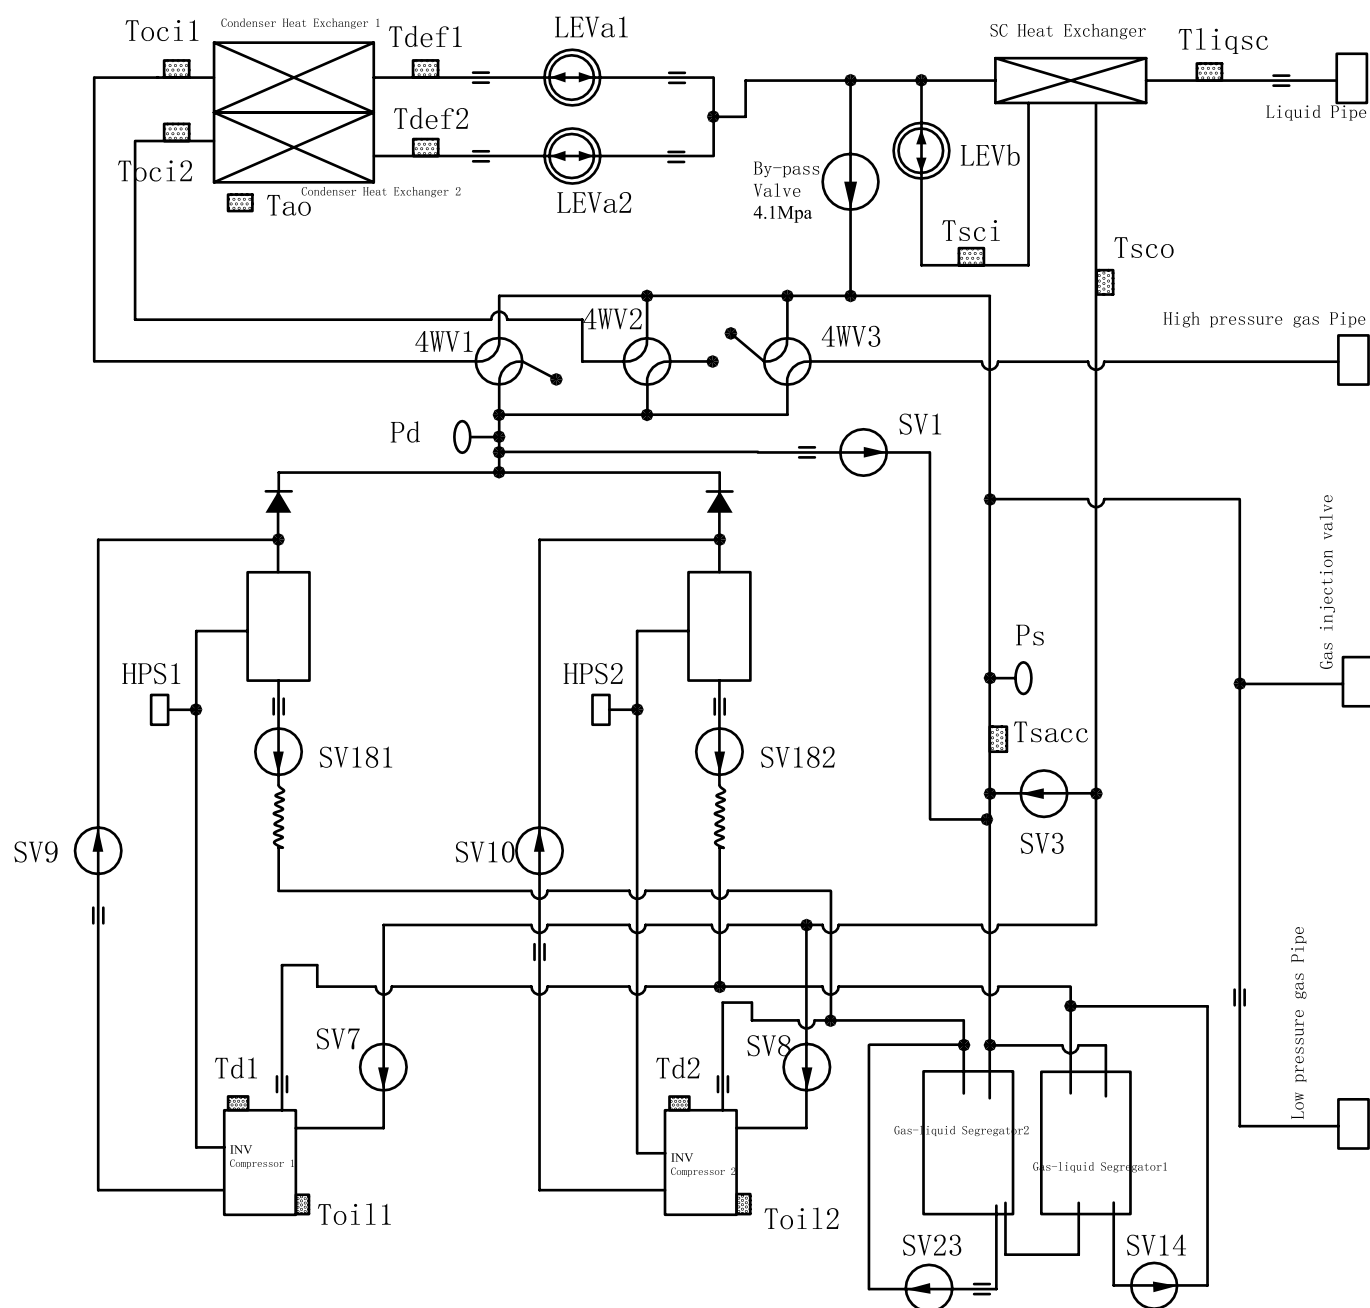 Toci1
Condenser Heat Exchanger 1
Tdef1
LEVa1
SC Heat Exchanger
Tliqsc
Liquid Pipe
Tdef2
Toci2
Condenser Heat Exchanger 2
Tao
LEVa2
By-pass
Valve
4.1Mpa
LEVb
Tsci
Tsco
High pressure gas Pipe
4WV1
4WV2
4WV3
Pd
SV1
Gas injection valve
HPS1
HPS2
Ps
Tsacc
SV181
SV182
SV9
SV10
SV3
Low pressure gas Pipe
SV7
SV8
Td1
Td2
INV
Compressor 1
INV
Compressor 2
Gas-liquid Segregator2
Gas-liquid Segregator1
Toil1
Toil2
SV23
SV14